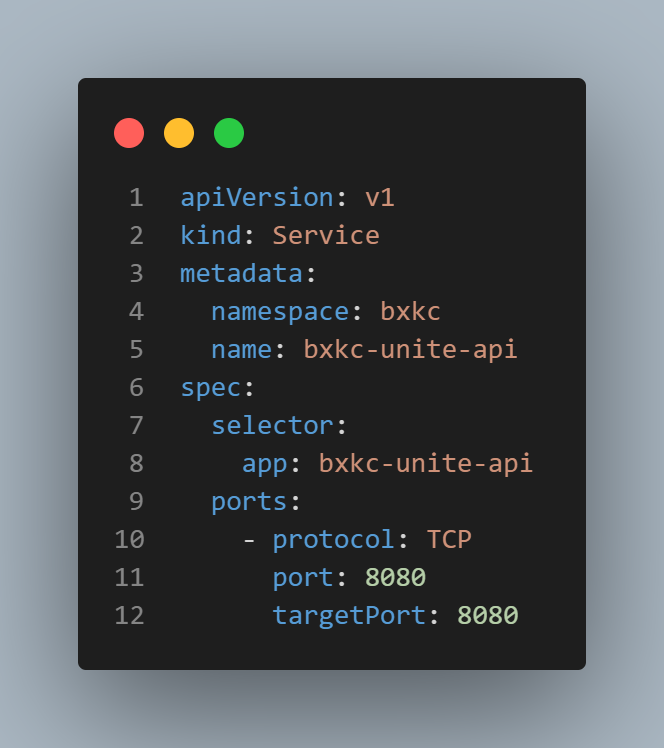 1 apiVersion: v1
2 kind: Service
3 metadata:
4   namespace: bxkc
5   name: bxkc-unite-api
6 spec:
7   selector:
8     app: bxkc-unite-api
9   ports:
10     - protocol: TCP
11       port: 8080
12       targetPort: 8080